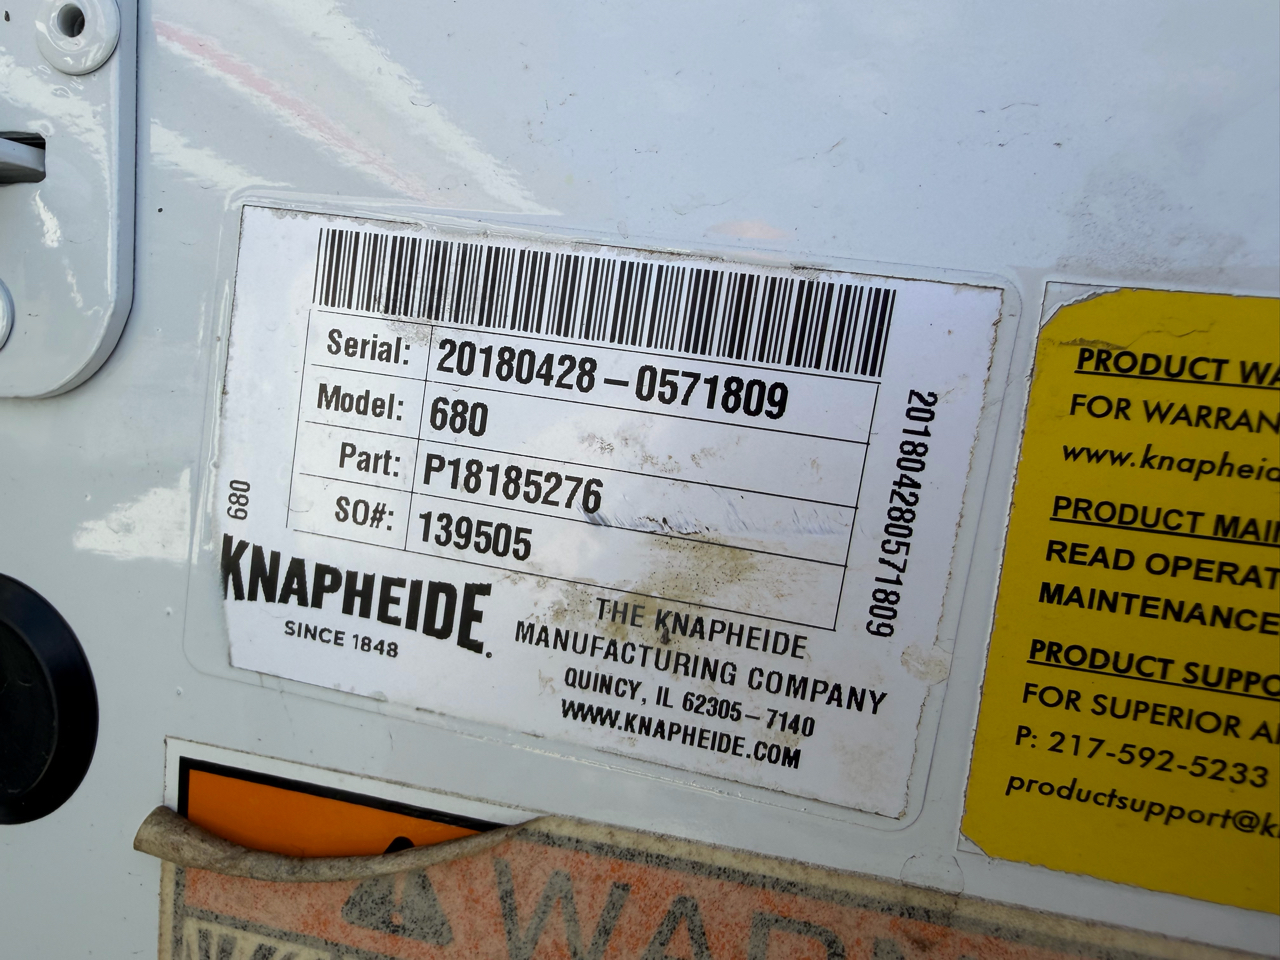 Serial: 20180428-0571809
Model: 680
Part: P18185276
SO#: 139505
680
201804280571809
KNAPHEIDE
SINCE 1848
THE KNAPHEIDE
MANUFACTURING COMPANY
QUINCY, IL 62305-7140
WWW.KNAPHEIDE.COM
PRODUCT WA
FOR WARRAN
www.knapheid
PRODUCT MAIN
READ OPERAT
MAINTENANCE
PRODUCT SUPPO
FOR SUPERIOR A
P: 217-592-5233
productsupport@k
WARN